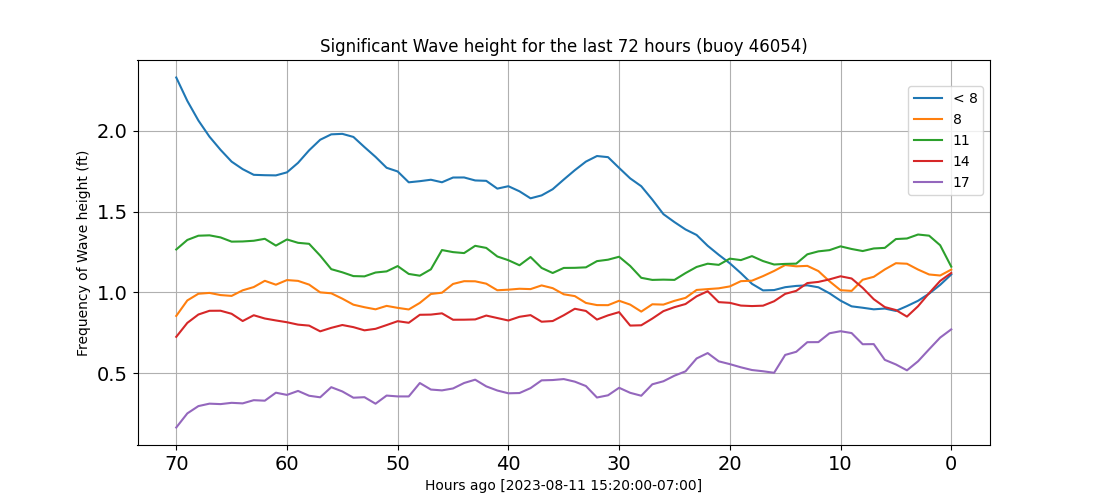 Significant Wave height for the last 72 hours (buoy 46054)
Frequency of Wave height (ft)
2.0
1.5
1.0
0.5
< 8
8
11
14
17
70 60 50 40 30 20 10 0
Hours ago [2023-08-11 15:20:00-07:00]